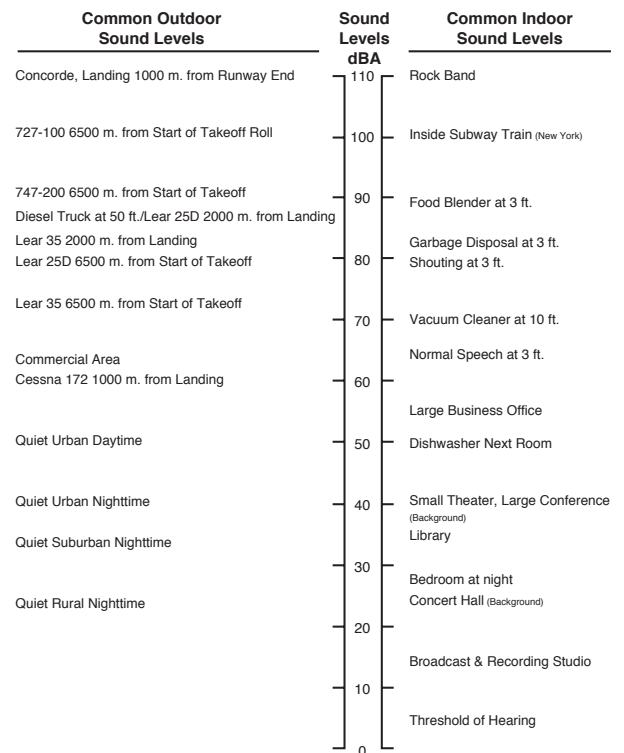 Common Outdoor
Sound Levels
Sound
Levels
dBA
Common Indoor
Sound Levels
Concorde, Landing 1000 m. from Runway End
110
Rock Band
727-100 6500 m. from Start of Takeoff Roll
100
Inside Subway Train (New York)
747-200 6500 m. from Start of Takeoff
90
Food Blender at 3 ft.
Diesel Truck at 50 ft./Lear 25D 2000 m. from Landing
Lear 35 2000 m. from Landing
Garbage Disposal at 3 ft.
Lear 25D 6500 m. from Start of Takeoff
80
Shouting at 3 ft.
Lear 35 6500 m. from Start of Takeoff
70
Vacuum Cleaner at 10 ft.
Commercial Area
Normal Speech at 3 ft.
Cessna 172 1000 m. from Landing
60
Large Business Office
Quiet Urban Daytime
50
Dishwasher Next Room
Quiet Urban Nighttime
40
Small Theater, Large Conference
(Background)
Library
Quiet Suburban Nighttime
30
Bedroom at night
Quiet Rural Nighttime
Concert Hall (Background)
20
Broadcast & Recording Studio
10
Threshold of Hearing
0